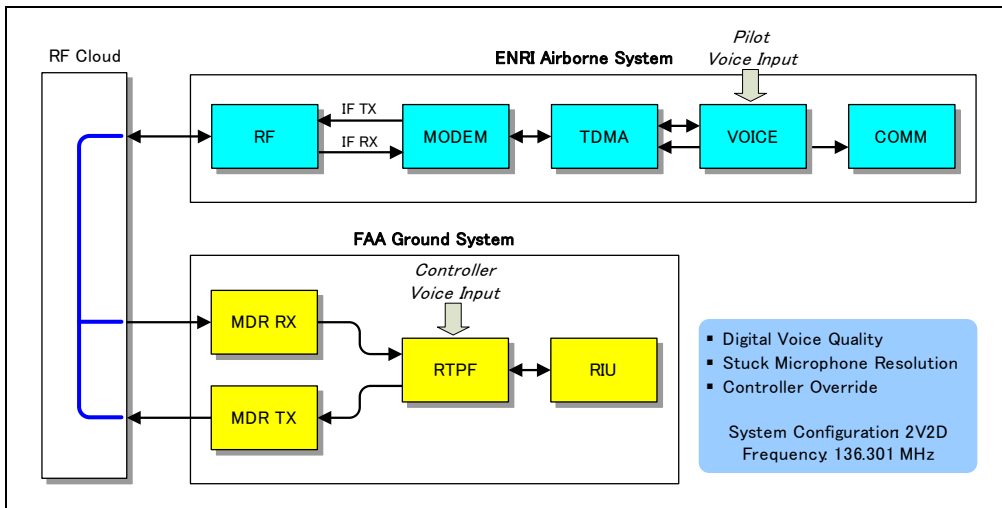 RF Cloud
ENRI Airborne System
Pilot
Voice Input
RF
IF TX
IF RX
MODEM
TDMA
VOICE
COMM
FAA Ground System
Controller
Voice Input
MDR RX
MDR TX
RTPF
RIU
▪ Digital Voice Quality
▪ Stuck Microphone Resolution
▪ Controller Override
System Configuration: 2V2D
Frequency: 136.301 MHz